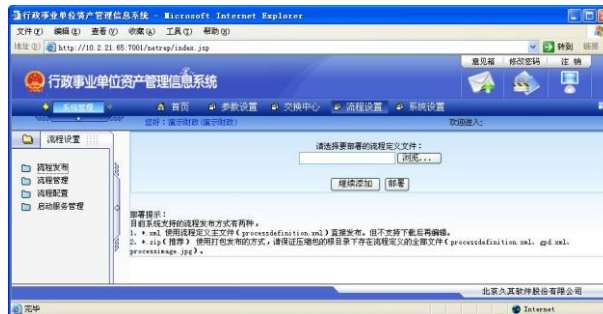 行政事业单位资产管理信息系统 - Microsoft Internet Explorer
文件(F) 编辑(E) 查看(V) 收藏(A) 工具(T) 帮助(H)
地址(D) http://10.2.21.65:7001/netrep/index.jsp 转到 链接
行政事业单位资产管理信息系统
意见箱 修改密码 注 销
系统管理 首页 参数设置 交换中心 流程设置 系统设置
您好：演示财政(演示财政) 欢迎进入：
流程设置
流程发布
流程管理
流程配置
启动服务管理
请选择要部署的流程定义文件：
浏览...
继续添加 部署
部署提示：
目前系统支持的流程发布方式有两种，
1、*.xml 使用流程定义主文件(processdefinition.xml)直接发布。但不支持下载后再编辑。
2、*.zip(推荐) 使用打包发布的方式，请保证压缩包的根目录下存在流程定义的全部文件(processdefinition.xml、gpd.xml、
processimage.jpg)。
北京久其软件股份有限公司
完毕 Internet